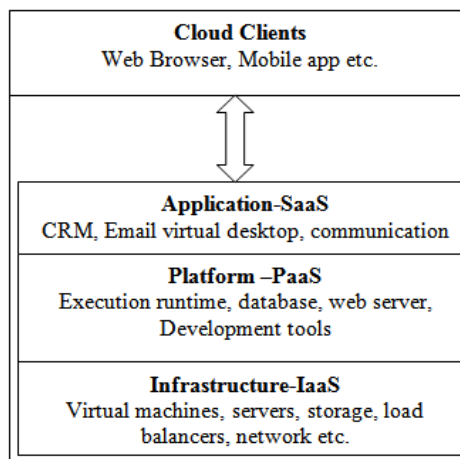 Cloud Clients
Web Browser, Mobile app etc.
Application-SaaS
CRM, Email virtual desktop, communication
Platform –PaaS
Execution runtime, database, web server,
Development tools
Infrastructure-IaaS
Virtual machines, servers, storage, load
balancers, network etc.